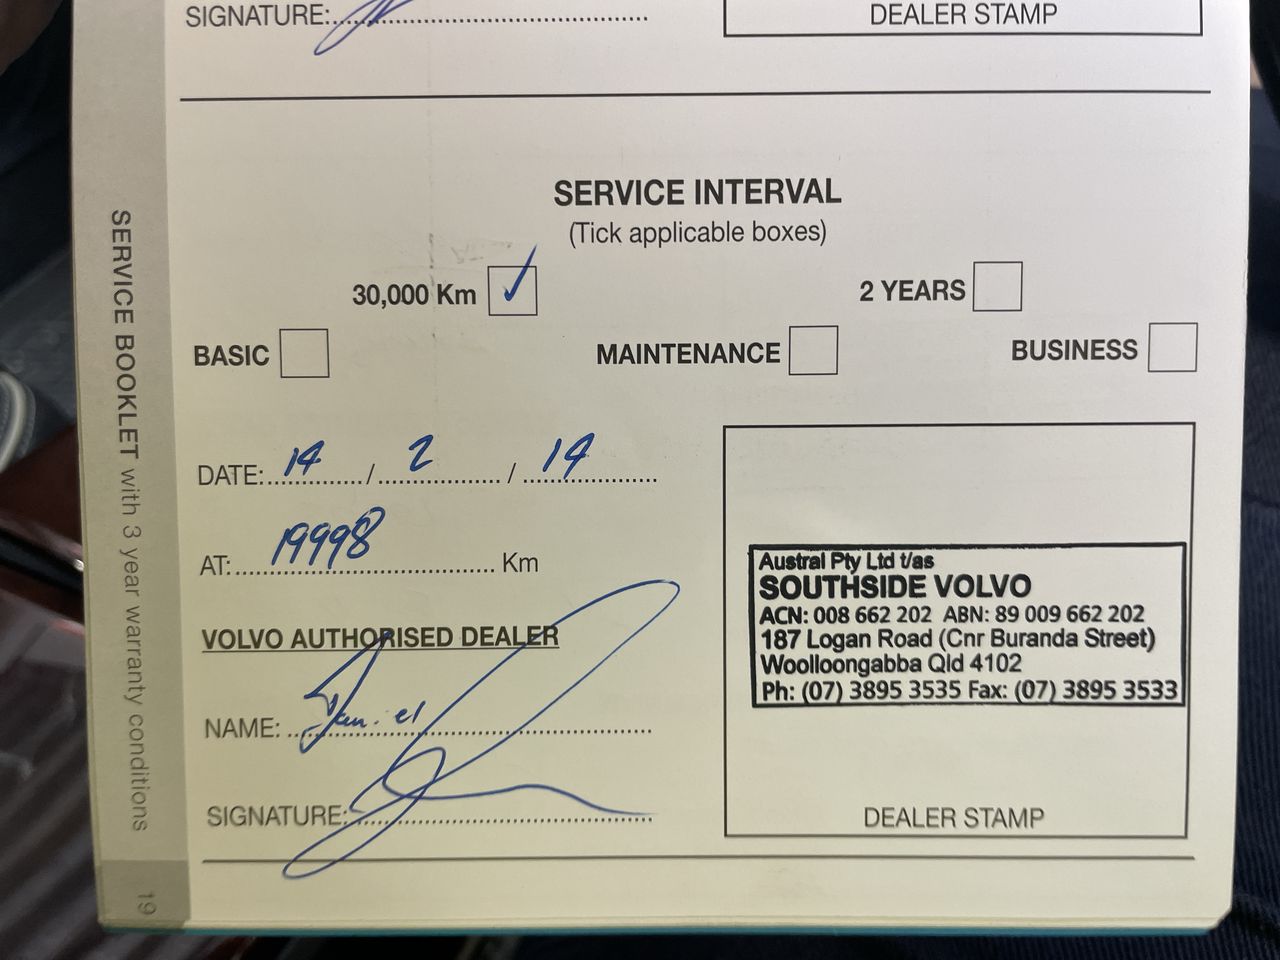 SIGNATURE:
DEALER STAMP
SERVICE INTERVAL
(Tick applicable boxes)
30,000 Km ✓ 2 YEARS
BASIC MAINTENANCE BUSINESS
DATE: 14 / 2 / 14
AT: 19998 Km
VOLVO AUTHORISED DEALER
NAME: Daniel
SIGNATURE:
Austral Pty Ltd t/as
SOUTHSIDE VOLVO
ACN: 008 662 202 ABN: 89 009 662 202
187 Logan Road (Cnr Buranda Street)
Woolloongabba Qld 4102
Ph: (07) 3895 3535 Fax: (07) 3895 3533
DEALER STAMP
SERVICE BOOKLET with 3 year warranty conditions
19